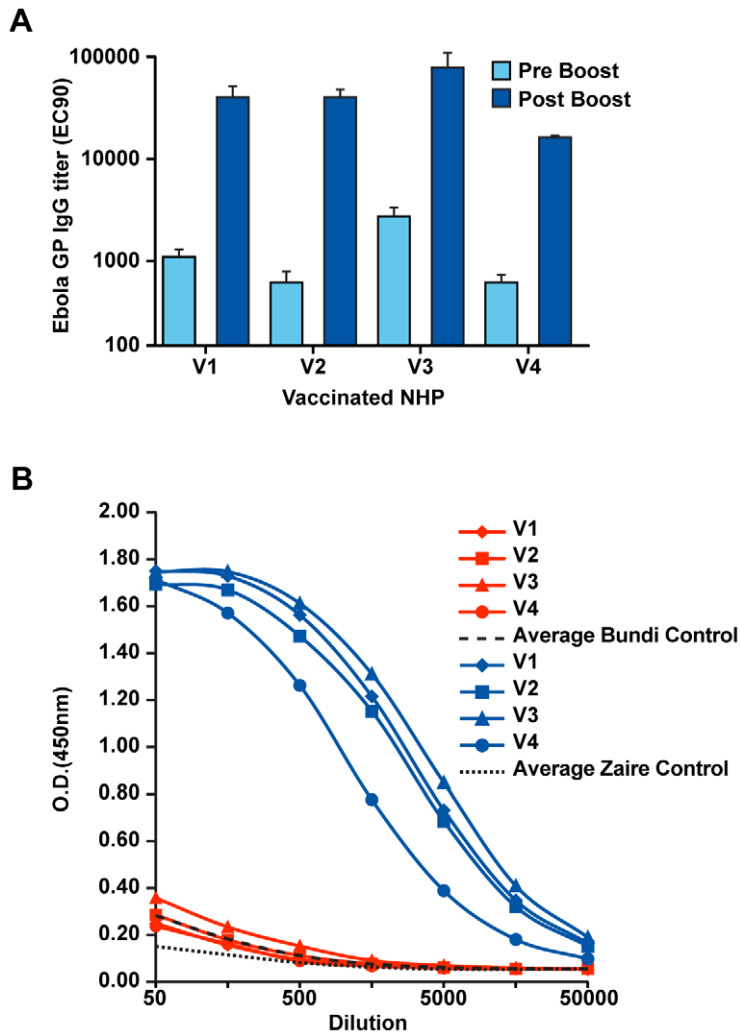 A
Ebola GP IgG titer (EC90)
100000
10000
1000
100
Pre Boost
Post Boost
V1 V2 V3 V4
Vaccinated NHP
B
O.D.(450nm)
2.00
1.80
1.60
1.40
1.20
1.00
0.80
0.60
0.40
0.20
0.00
V1
V2
V3
V4
Average Bundi Control
V1
V2
V3
V4
Average Zaire Control
50 500 5000 50000
Dilution